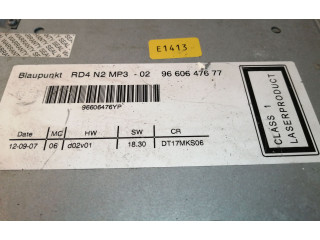 E1413
Blaupunkt RD4 N2 MP3 - 02 96 606 476 77
96606476YP
CLASS 1
LASERPRODUCT
Date MC HW SW CR
12-09-07 06 d02v01 18.30 DT17MKS06